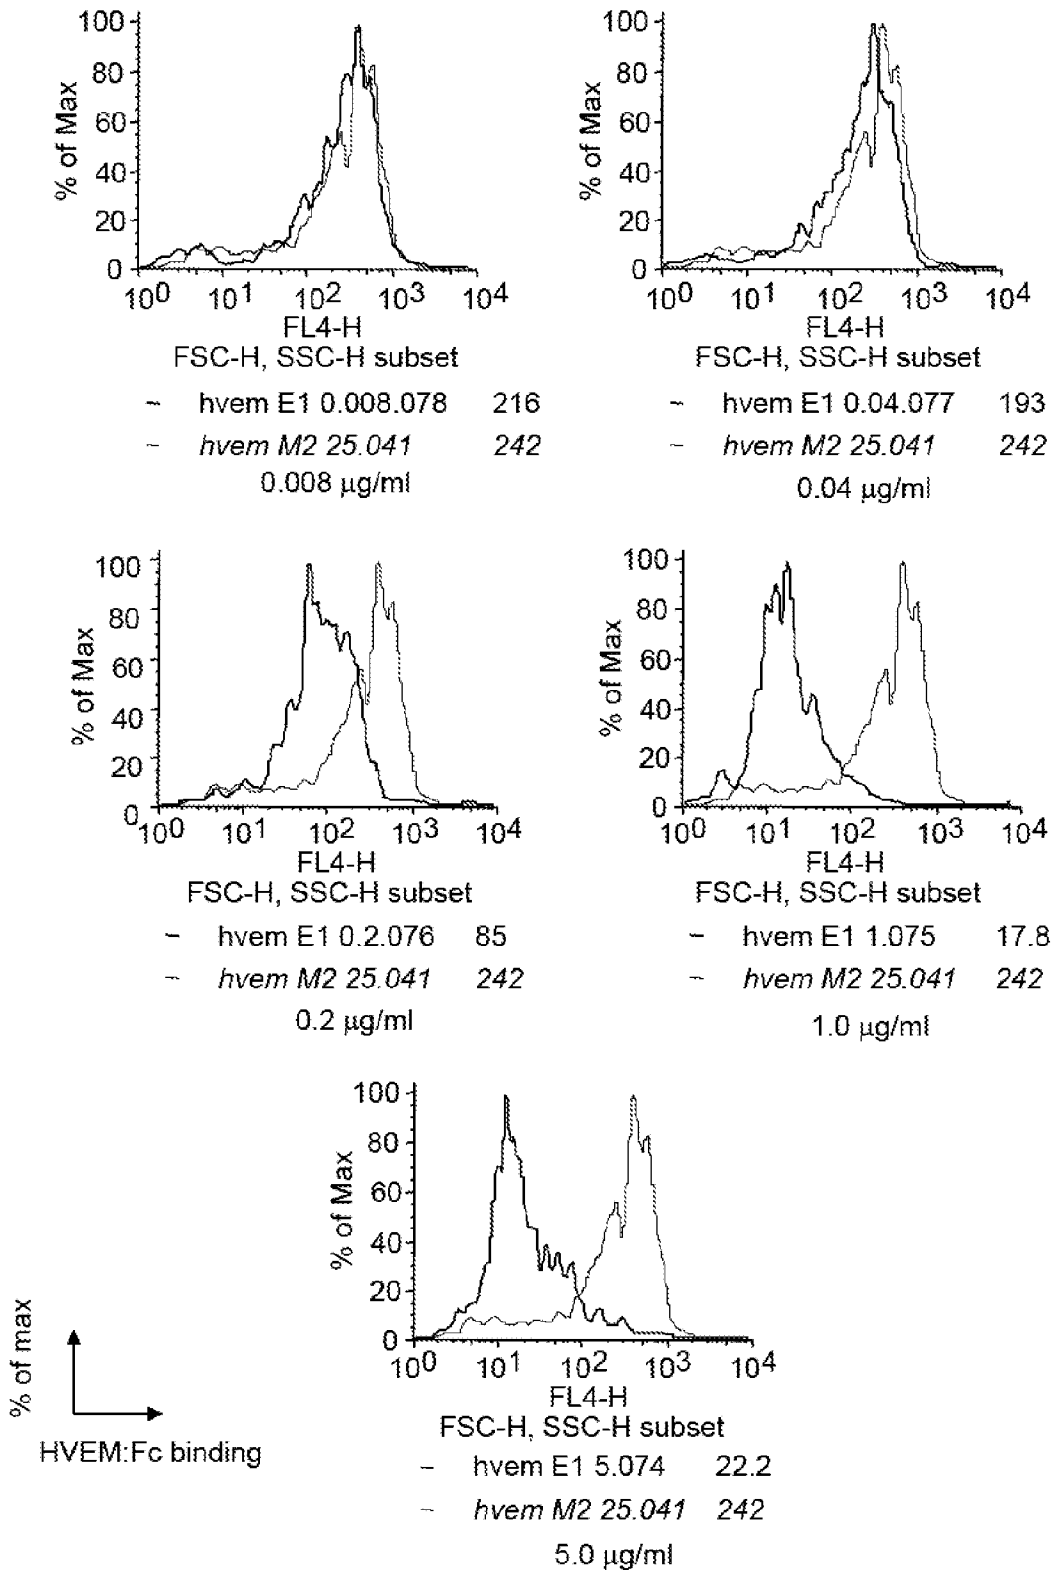 % of Max
100
80
60
40
20
0
10^0 10^1 10^2 10^3 10^4
FL4-H
FSC-H, SSC-H subset
– hvem E1 0.008.078 216
– hvem M2 25.041 242
0.008 µg/ml
% of Max
100
80
60
40
20
0
10^0 10^1 10^2 10^3 10^4
FL4-H
FSC-H, SSC-H subset
– hvem E1 0.04.077 193
– hvem M2 25.041 242
0.04 µg/ml
% of Max
100
80
60
40
20
0
10^0 10^1 10^2 10^3 10^4
FL4-H
FSC-H, SSC-H subset
– hvem E1 0.2.076 85
– hvem M2 25.041 242
0.2 µg/ml
% of Max
100
80
60
40
20
0
10^0 10^1 10^2 10^3 10^4
FL4-H
FSC-H, SSC-H subset
– hvem E1 1.075 17.8
– hvem M2 25.041 242
1.0 µg/ml
% of Max
100
80
60
40
20
0
10^0 10^1 10^2 10^3 10^4
FL4-H
FSC-H, SSC-H subset
– hvem E1 5.074 22.2
– hvem M2 25.041 242
5.0 µg/ml
% of max
HVEM:Fc binding